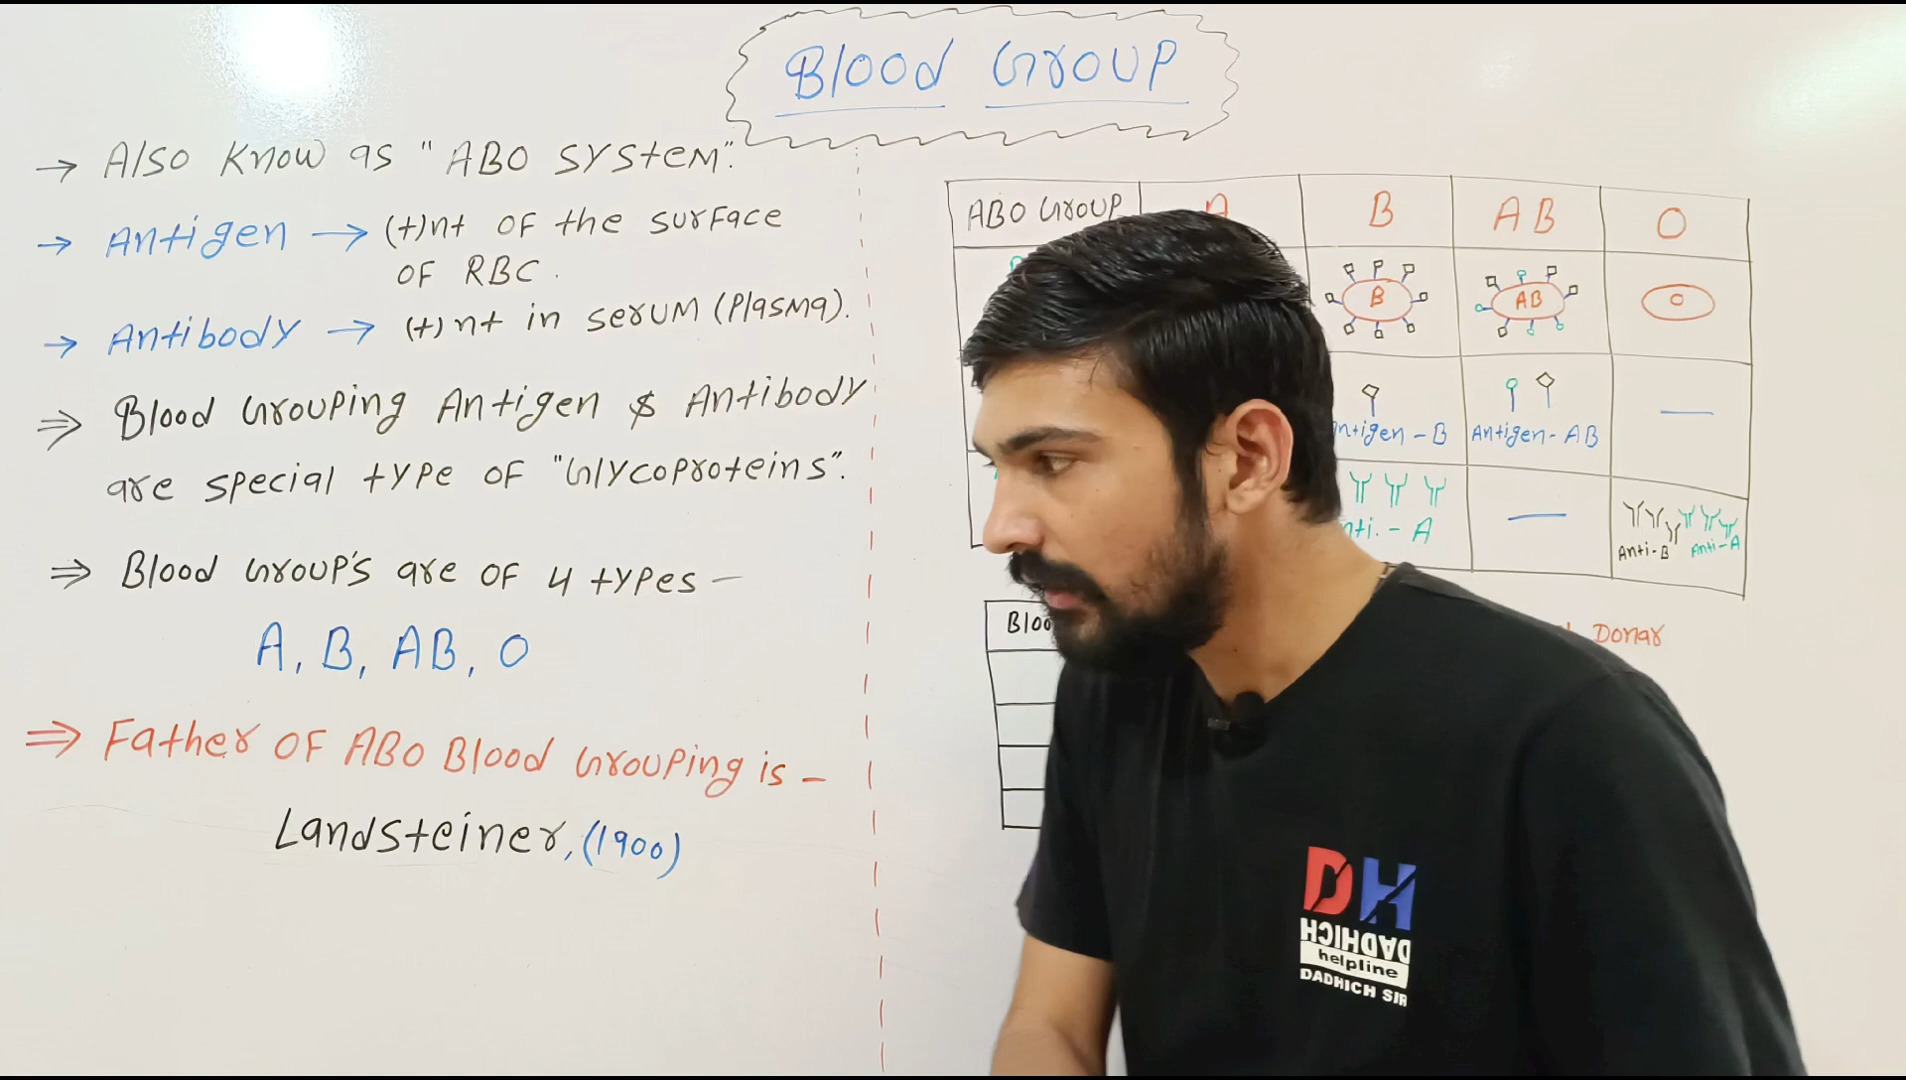 Blood Group
→ Also Know as "ABO System".
→ Antigen → (+)nt of the surface
of RBC.
→ Antibody → (+)nt in serum (Plasma).
⇒ Blood Grouping Antigen & Antibody
are special type of "Glycoproteins".
⇒ Blood Group's are of 4 types –
A, B, AB, O
⇒ Father of ABO Blood Grouping is –
Landsteiner, (1900)
ABO Group A B AB O
B AB O
Antigen-AB
Anti-B Anti-A
A
Donar
DH
DADHICH
helpline
DADHICH SIR